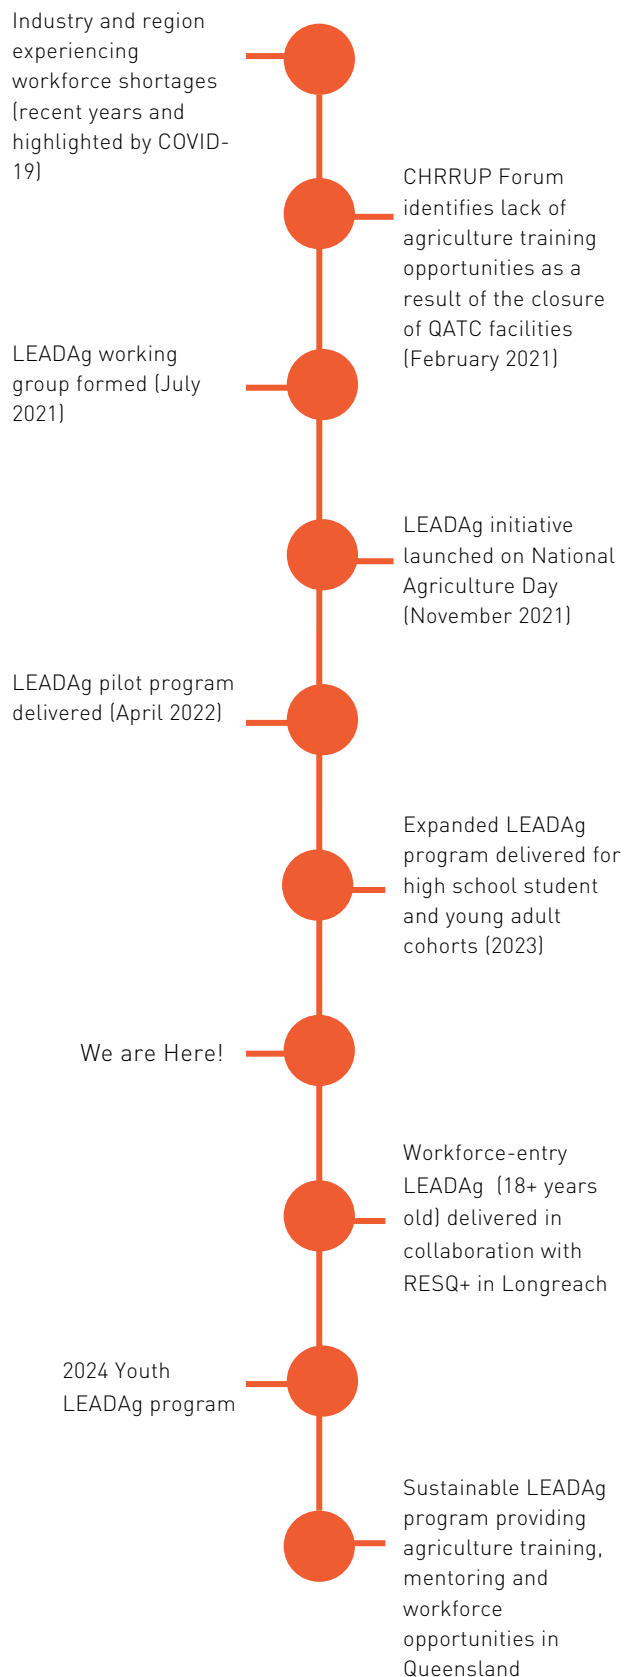 Industry and region
experiencing
workforce shortages
(recent years and
highlighted by COVID-
19)
CHRRUP Forum
identifies lack of
agriculture training
opportunities as a
result of the closure
of QATC facilities
(February 2021)
LEADAg working
group formed (July
2021)
LEADAg initiative
launched on National
Agriculture Day
(November 2021)
LEADAg pilot program
delivered (April 2022)
Expanded LEADAg
program delivered for
high school student
and young adult
cohorts (2023)
We are Here!
Workforce-entry
LEADAg (18+ years
old) delivered in
collaboration with
RESQ+ in Longreach
2024 Youth
LEADAg program
Sustainable LEADAg
program providing
agriculture training,
mentoring and
workforce
opportunities in
Queensland